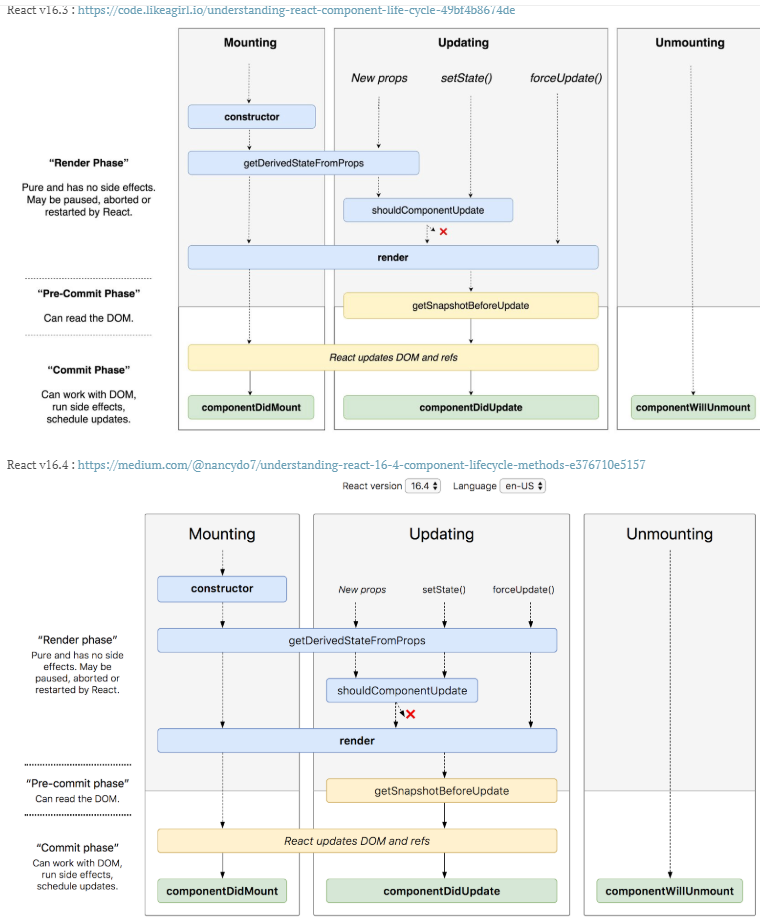 React v16.3 : https://code.likeagirl.io/understanding-react-component-life-cycle-49bf4b8674de
Mounting
Updating
Unmounting
New props
setState()
forceUpdate()
constructor
“Render Phase”
getDerivedStateFromProps
Pure and has no side effects.
May be paused, aborted or
restarted by React.
shouldComponentUpdate
render
“Pre-Commit Phase”
Can read the DOM.
getSnapshotBeforeUpdate
React updates DOM and refs
“Commit Phase”
Can work with DOM,
run side effects,
schedule updates.
componentDidMount
componentDidUpdate
componentWillUnmount
React v16.4 : https://medium.com/@nancydo7/understanding-react-16-4-component-lifecycle-methods-e376710e5157
React version 16.4 Language en-US
Mounting
Updating
Unmounting
constructor
New props
setState()
forceUpdate()
“Render phase”
Pure and has no side
effects. May be
paused, aborted or
restarted by React.
getDerivedStateFromProps
shouldComponentUpdate
render
“Pre-commit phase”
Can read the DOM.
getSnapshotBeforeUpdate
React updates DOM and refs
“Commit phase”
Can work with DOM,
run side effects,
schedule updates.
componentDidMount
componentDidUpdate
componentWillUnmount